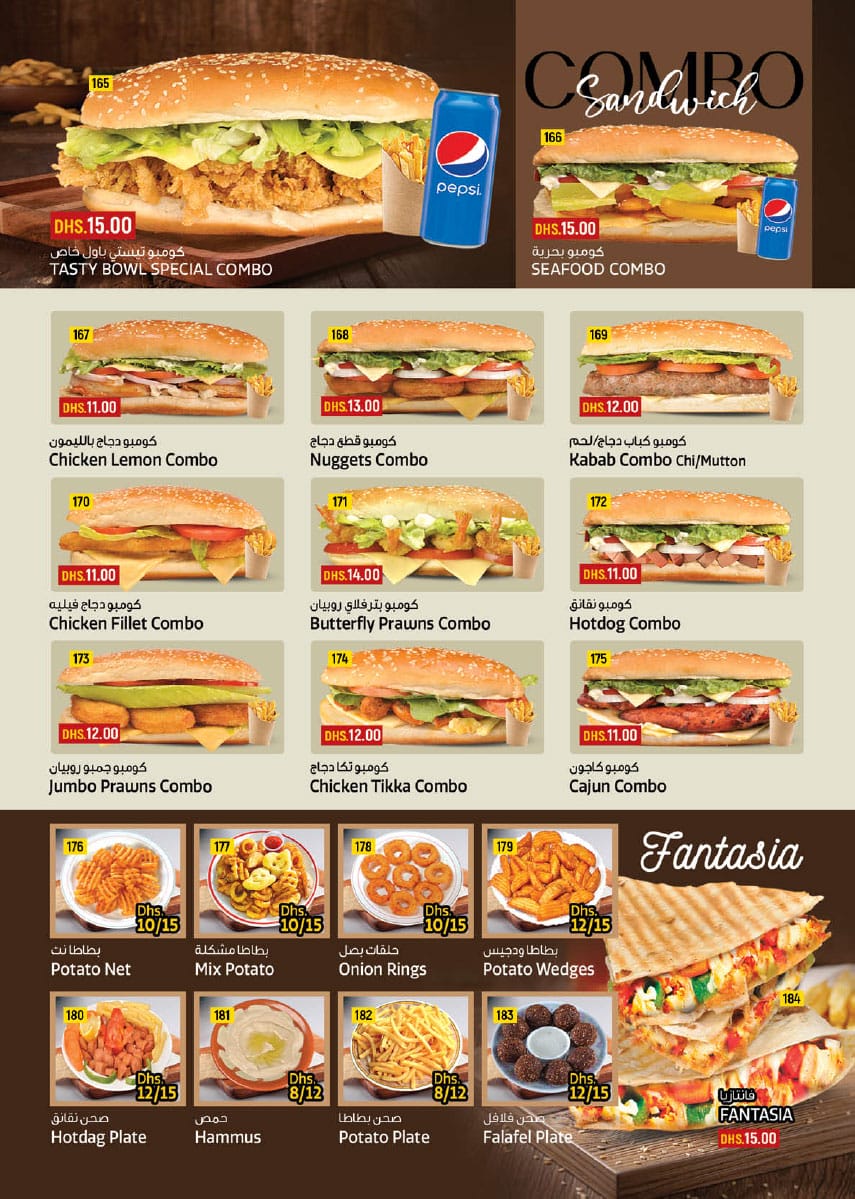 COMBO
Sandwich
165
pepsi
DHS.15.00
كومبو تيستي باول خاص
TASTY BOWL SPECIAL COMBO
166
pepsi
DHS.15.00
كومبو بحرية
SEAFOOD COMBO
167
DHS.11.00
كومبو دجاج بالليمون
Chicken Lemon Combo
168
DHS.13.00
كومبو قطع دجاج
Nuggets Combo
169
DHS.12.00
كومبو كباب دجاج/لحم
Kabab Combo Chi/Mutton
170
DHS.11.00
كومبو دجاج فيليه
Chicken Fillet Combo
171
DHS.14.00
كومبو بترفلاي روبيان
Butterfly Prawns Combo
172
DHS.11.00
كومبو نقانق
Hotdog Combo
173
DHS.12.00
كومبو جمبو روبيان
Jumbo Prawns Combo
174
DHS.12.00
كومبو تكا دجاج
Chicken Tikka Combo
175
DHS.11.00
كومبو كاجون
Cajun Combo
176
Dhs.
10/15
بطاطا نت
Potato Net
177
Dhs.
10/15
بطاطا مشكلة
Mix Potato
178
Dhs.
10/15
حلقات بصل
Onion Rings
179
Dhs.
12/15
بطاطا ودجيس
Potato Wedges
180
Dhs.
12/15
صحن نقانق
Hotdag Plate
181
Dhs.
8/12
حمص
Hammus
182
Dhs.
8/12
صحن بطاطا
Potato Plate
183
Dhs.
12/15
صحن فلافل
Falafel Plate
Fantasia
184
فانتازيا
FANTASIA
DHS.15.00